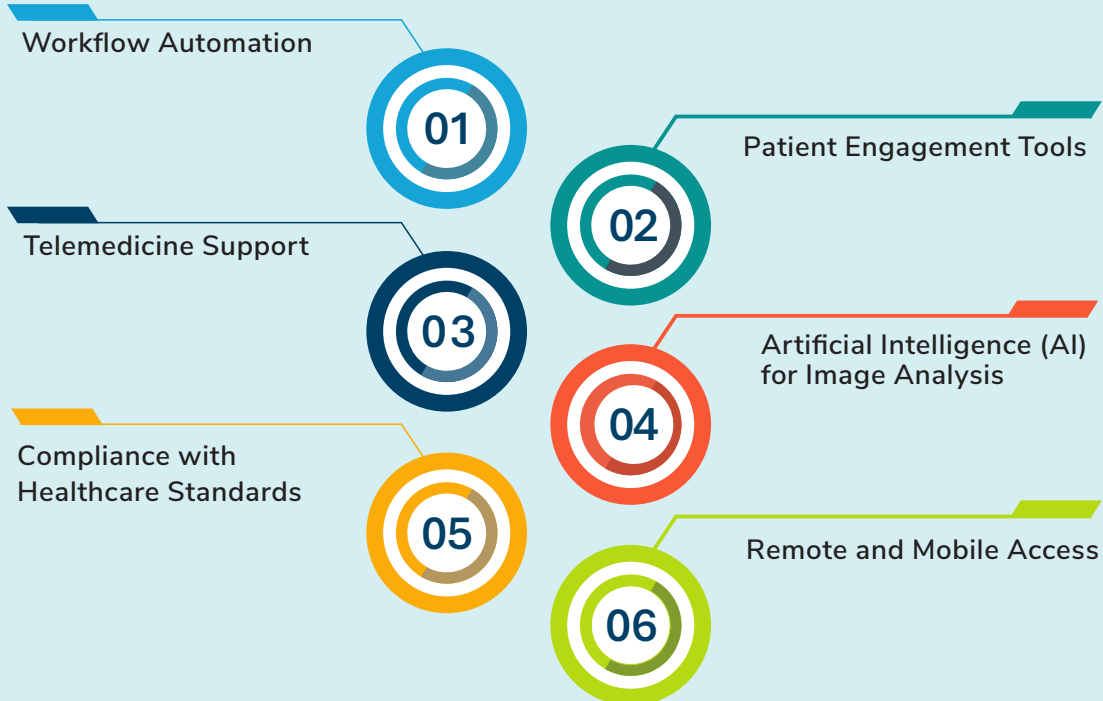 Workflow Automation
01
Patient Engagement Tools
02
Telemedicine Support
03
Artificial Intelligence (AI)
for Image Analysis
04
Compliance with
Healthcare Standards
05
Remote and Mobile Access
06